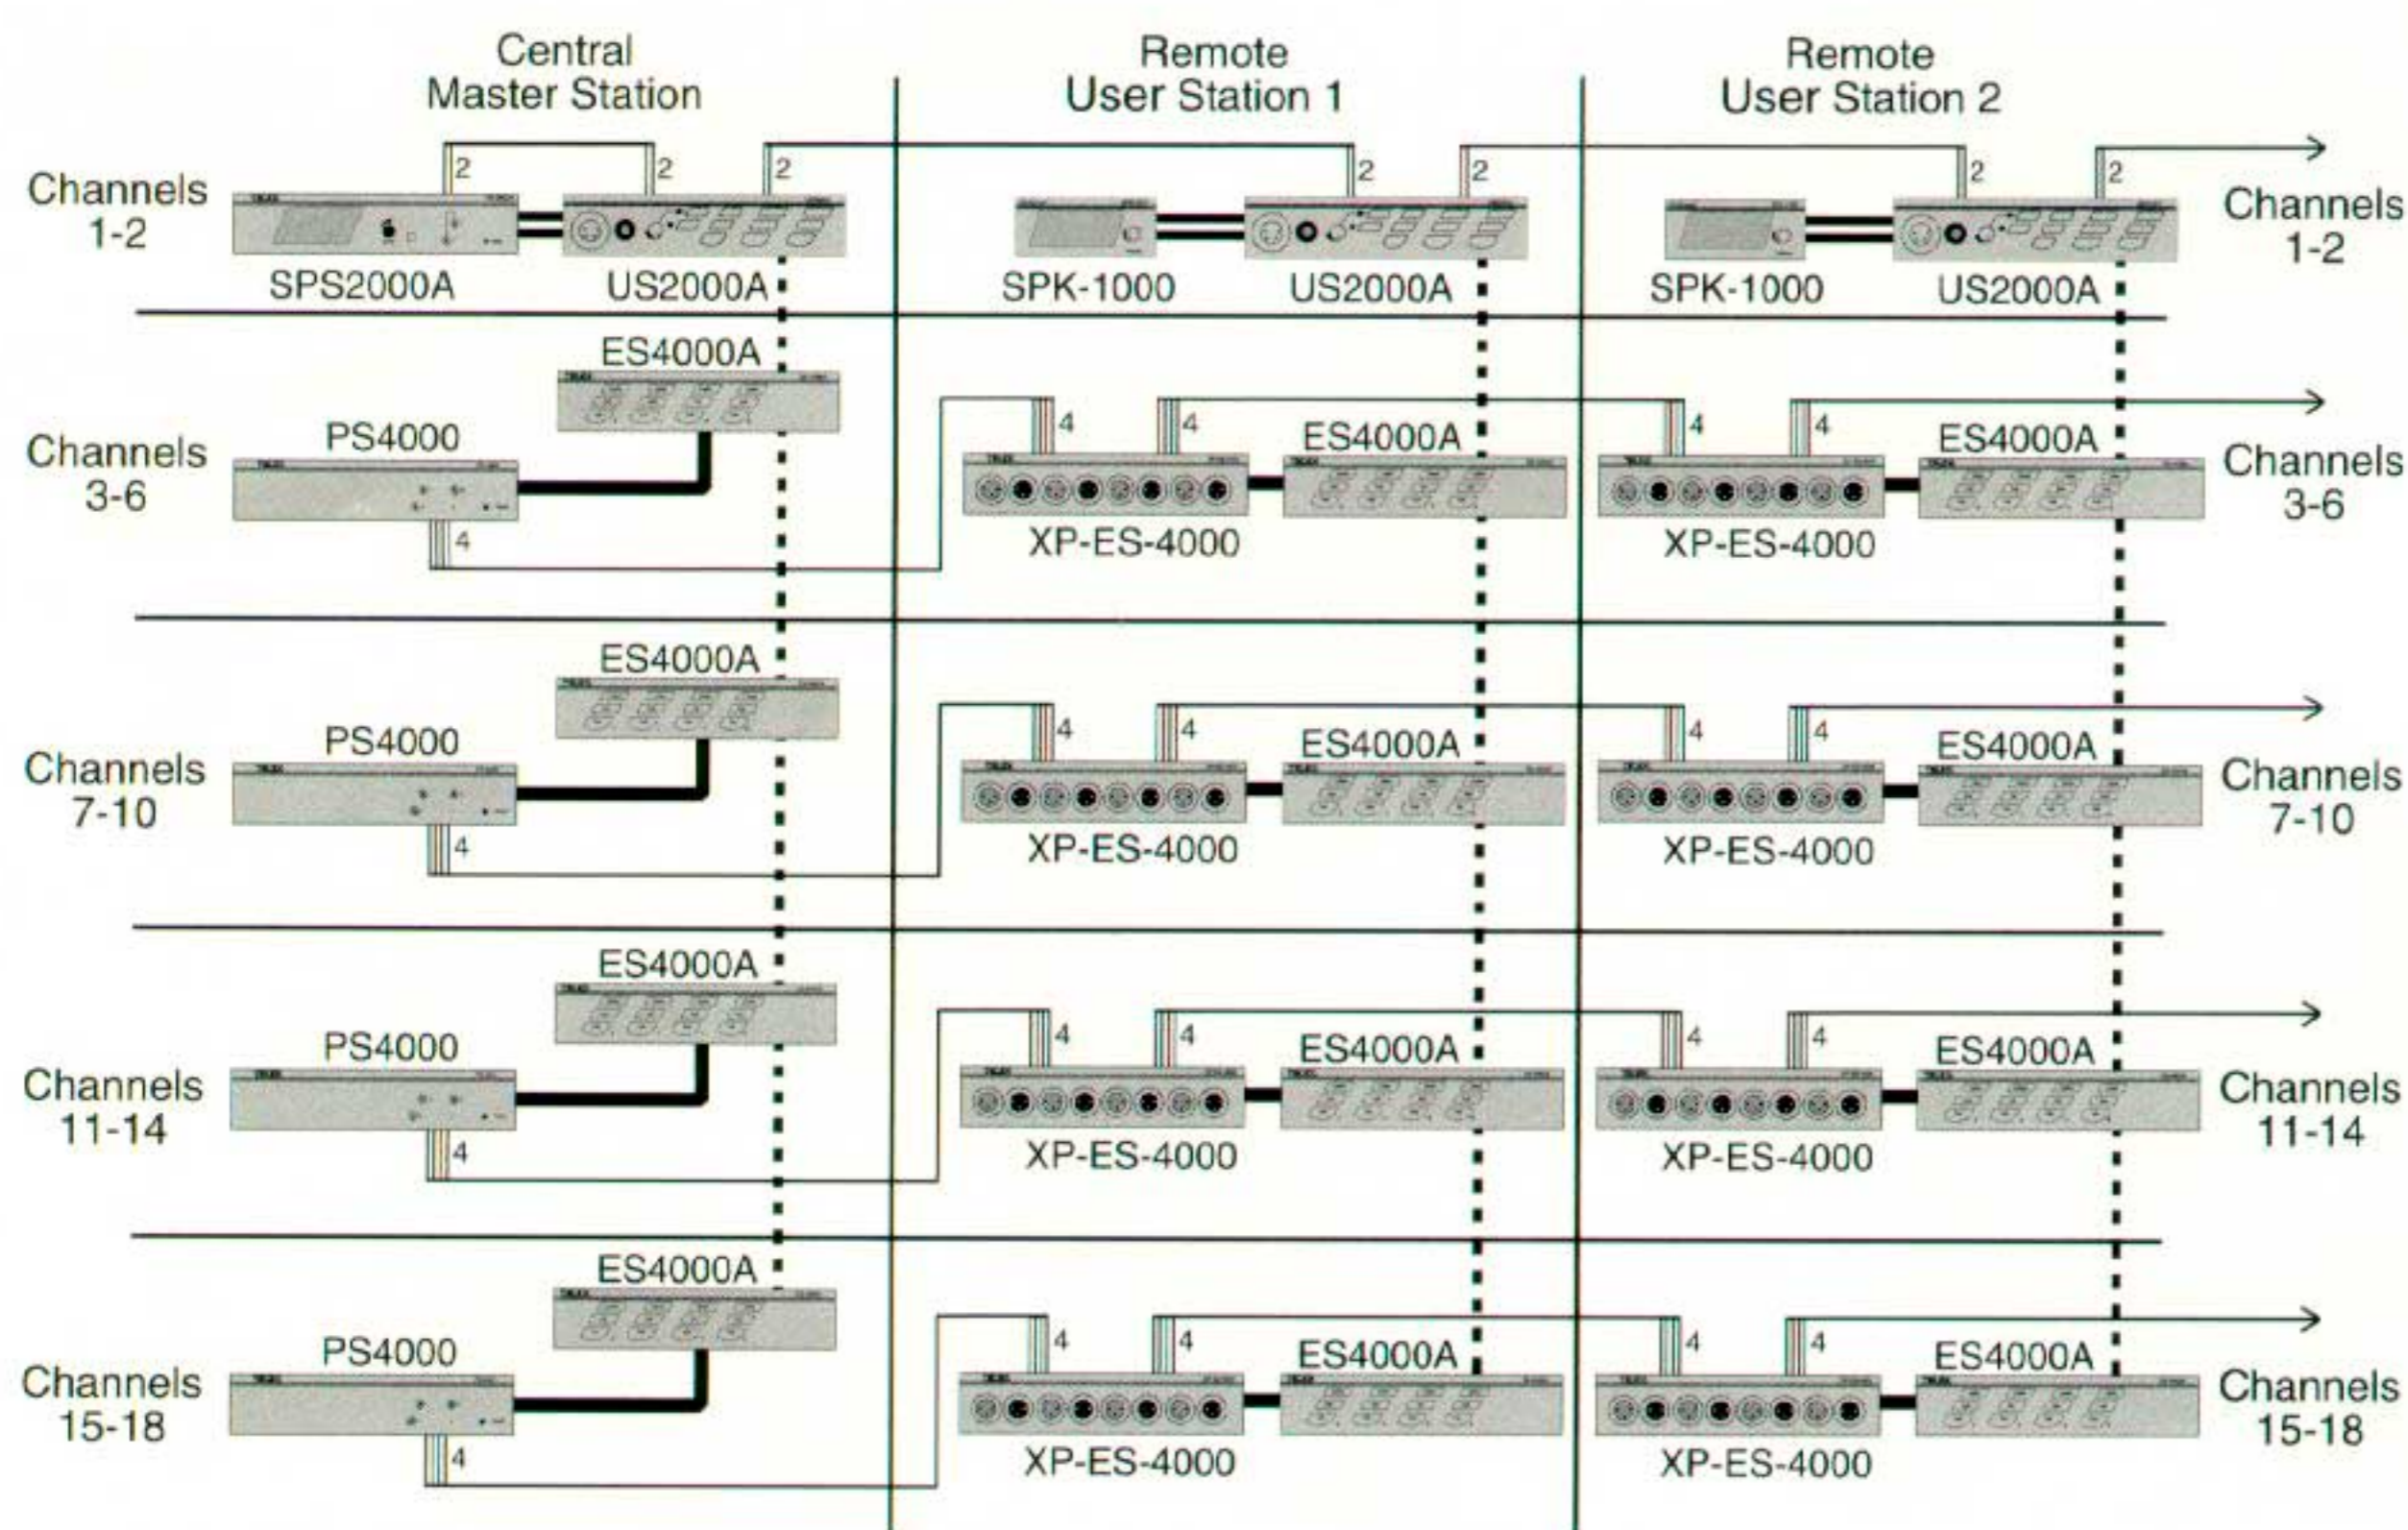 Central
Master Station
Remote
User Station 1
Remote
User Station 2
Channels
1-2
2
2
2
2
2
2
2
Channels
1-2
SPS2000A
US2000A
SPK-1000
US2000A
SPK-1000
US2000A
Channels
3-6
PS4000
ES4000A
4
4
4
ES4000A
XP-ES-4000
4
4
ES4000A
XP-ES-4000
Channels
3-6
Channels
7-10
PS4000
ES4000A
4
4
4
ES4000A
XP-ES-4000
4
4
ES4000A
XP-ES-4000
Channels
7-10
Channels
11-14
PS4000
ES4000A
4
4
4
ES4000A
XP-ES-4000
4
4
ES4000A
XP-ES-4000
Channels
11-14
Channels
15-18
PS4000
ES4000A
4
4
4
ES4000A
XP-ES-4000
4
4
ES4000A
XP-ES-4000
Channels
15-18